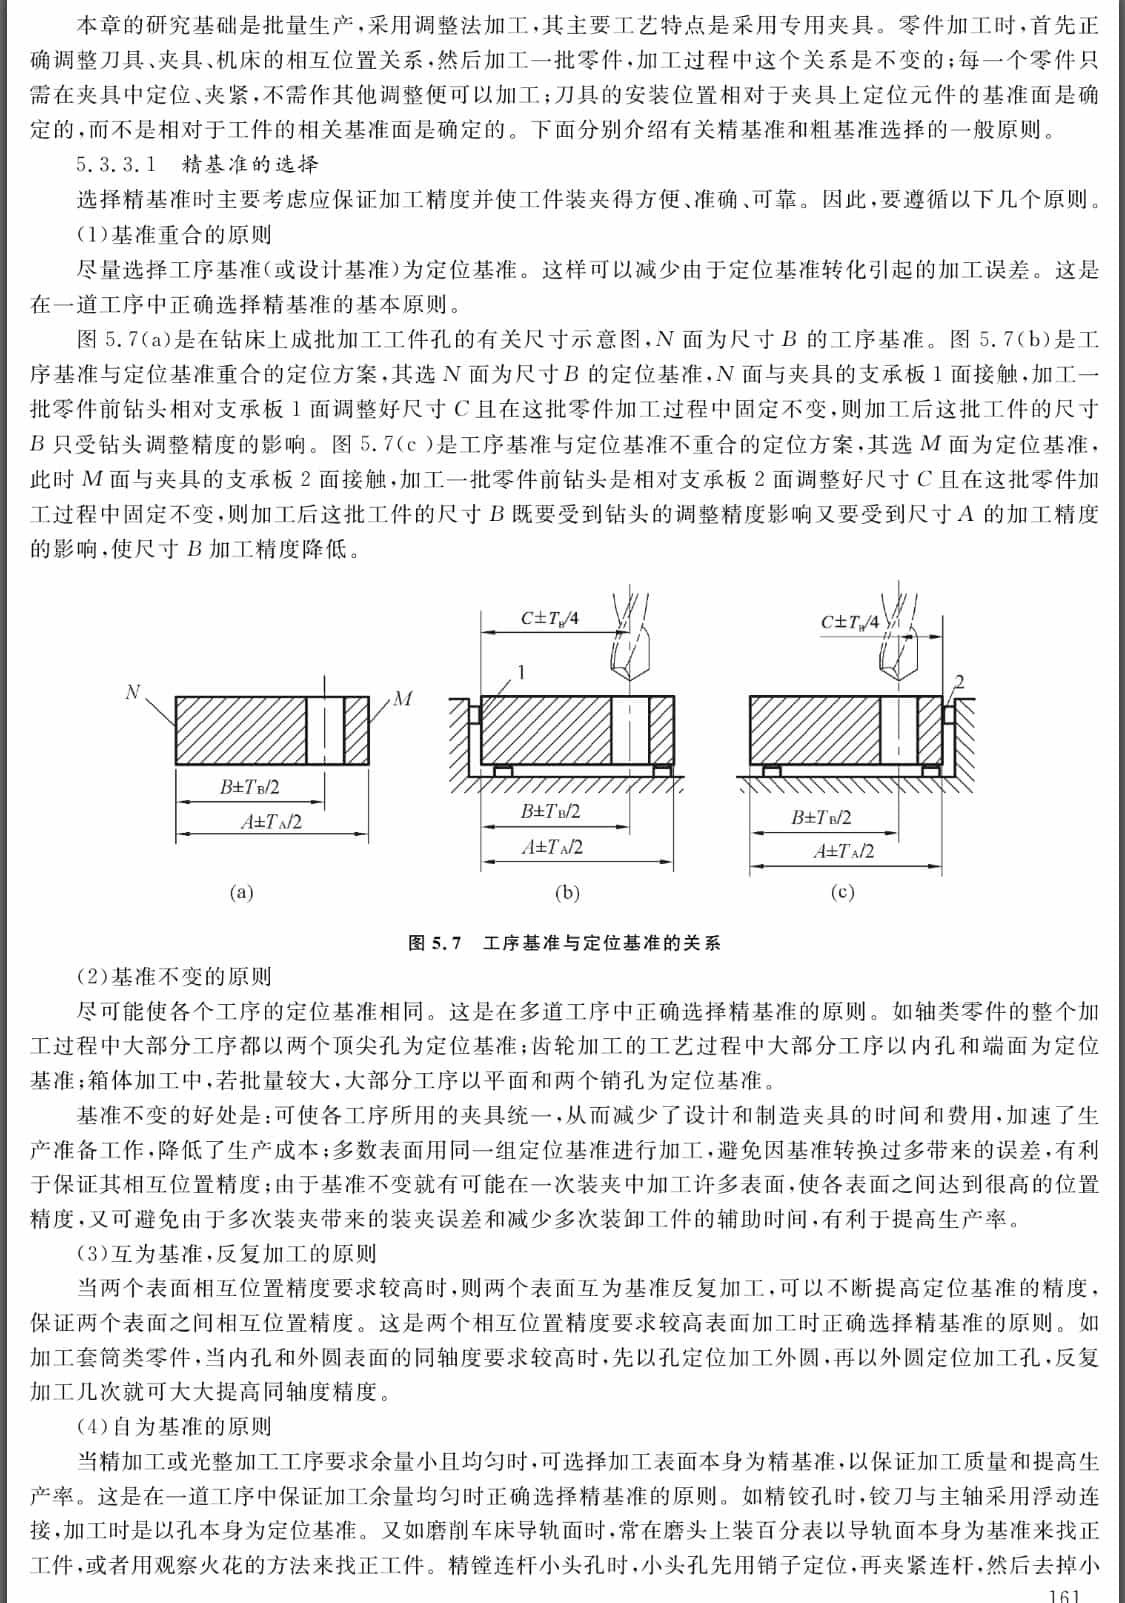 本章的研究基础是批量生产,采用调整法加工,其主要工艺特点是采用专用夹具。零件加工时,首先正
确调整刀具、夹具、机床的相互位置关系,然后加工一批零件,加工过程中这个关系是不变的;每一个零件只
需在夹具中定位、夹紧,不需作其他调整便可以加工;刀具的安装位置相对于夹具上定位元件的基准面是确
定的,而不是相对于工件的相关基准面是确定的。下面分别介绍有关精基准和粗基准选择的一般原则。
5.3.3.1 精基准的选择
选择精基准时主要考虑应保证加工精度并使工件装夹得方便、准确、可靠。因此,要遵循以下几个原则。
(1)基准重合的原则
尽量选择工序基准(或设计基准)为定位基准。这样可以减少由于定位基准转化引起的加工误差。这是
在一道工序中正确选择精基准的基本原则。
图 5.7(a)是在钻床上成批加工工件孔的有关尺寸示意图,N 面为尺寸 B 的工序基准。图 5.7(b)是工
序基准与定位基准重合的定位方案,其选 N 面为尺寸 B 的定位基准,N 面与夹具的支承板 1 面接触,加工一
批零件前钻头相对支承板 1 面调整好尺寸 C 且在这批零件加工过程中固定不变,则加工后这批工件的尺寸
B 只受钻头调整精度的影响。图 5.7(c)是工序基准与定位基准不重合的定位方案,其选 M 面为定位基准,
此时 M 面与夹具的支承板 2 面接触,加工一批零件前钻头是相对支承板 2 面调整好尺寸 C 且在这批零件加
工过程中固定不变,则加工后这批工件的尺寸 B 既要受到钻头的调整精度影响又要受到尺寸 A 的加工精度
的影响,使尺寸 B 加工精度降低。
N
M
B±TB/2
A±TA/2
(a)
C±TB/4
1
B±TB/2
A±TA/2
(b)
C±TB/4
2
B±TB/2
A±TA/2
(c)
图 5.7 工序基准与定位基准的关系
(2)基准不变的原则
尽可能使各个工序的定位基准相同。这是在多道工序中正确选择精基准的原则。如轴类零件的整个加
工过程中大部分工序都以两个顶尖孔为定位基准;齿轮加工的工艺过程中大部分工序以内孔和端面为定位
基准;箱体加工中,若批量较大,大部分工序以平面和两个销孔为定位基准。
基准不变的好处是:可使各工序所用的夹具统一,从而减少了设计和制造夹具的时间和费用,加速了生
产准备工作,降低了生产成本;多数表面用同一组定位基准进行加工,避免因基准转换过多带来的误差,有利
于保证其相互位置精度;由于基准不变就有可能在一次装夹中加工许多表面,使各表面之间达到很高的位置
精度,又可避免由于多次装夹带来的装夹误差和减少多次装卸工件的辅助时间,有利于提高生产率。
(3)互为基准,反复加工的原则
当两个表面相互位置精度要求较高时,则两个表面互为基准反复加工,可以不断提高定位基准的精度,
保证两个表面之间相互位置精度。这是两个相互位置精度要求较高表面加工时正确选择精基准的原则。如
加工套筒类零件,当内孔和外圆表面的同轴度要求较高时,先以孔定位加工外圆,再以外圆定位加工孔,反复
加工几次就可大大提高同轴度精度。
(4)自为基准的原则
当精加工或光整加工工序要求余量小且均匀时,可选择加工表面本身为精基准,以保证加工质量和提高生
产率。这是在一道工序中保证加工余量均匀时正确选择精基准的原则。如精铰孔时,铰刀与主轴采用浮动连
接,加工时是以孔本身为定位基准。又如磨削车床导轨面时,常在磨头上装百分表以导轨面本身为基准来找正
工件,或者用观察火花的方法来找正工件。精镗连杆小头孔时,小头孔先用销子定位,再夹紧连杆,然后去掉小
161